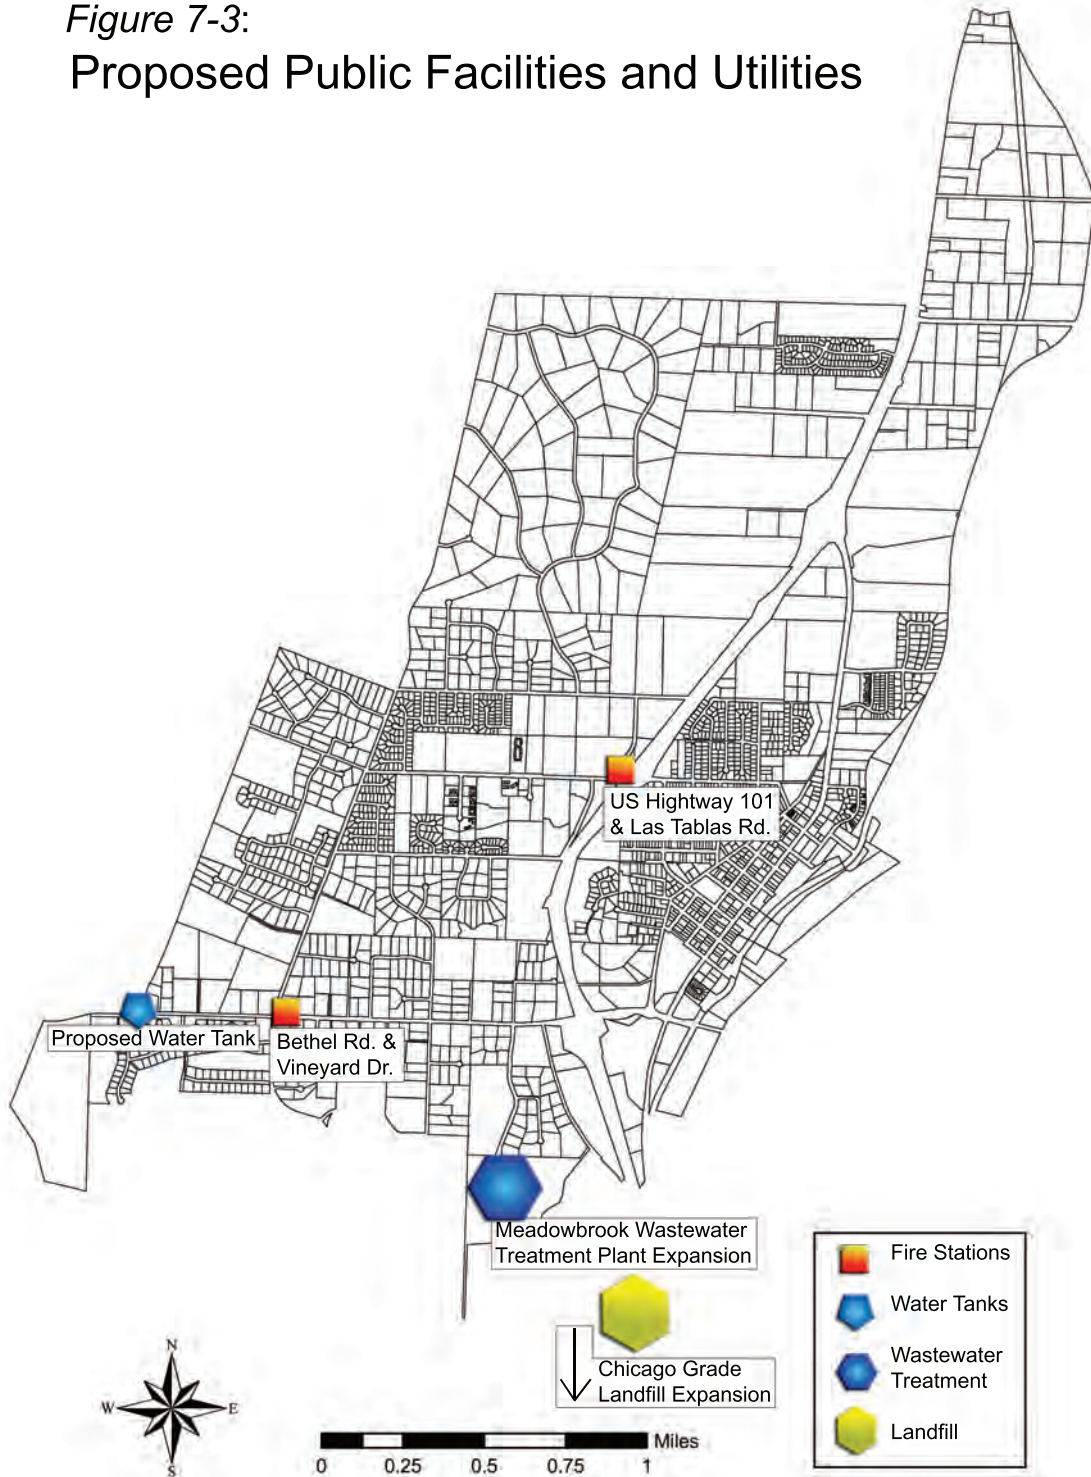 Figure 7-3:
Proposed Public Facilities and Utilities
US Hightway 101
& Las Tablas Rd.
Proposed Water Tank
Bethel Rd. &
Vineyard Dr.
Meadowbrook Wastewater
Treatment Plant Expansion
Chicago Grade
Landfill Expansion
Fire Stations
Water Tanks
Wastewater
Treatment
Landfill
N
W E
S
Miles
0 0.25 0.5 0.75 1